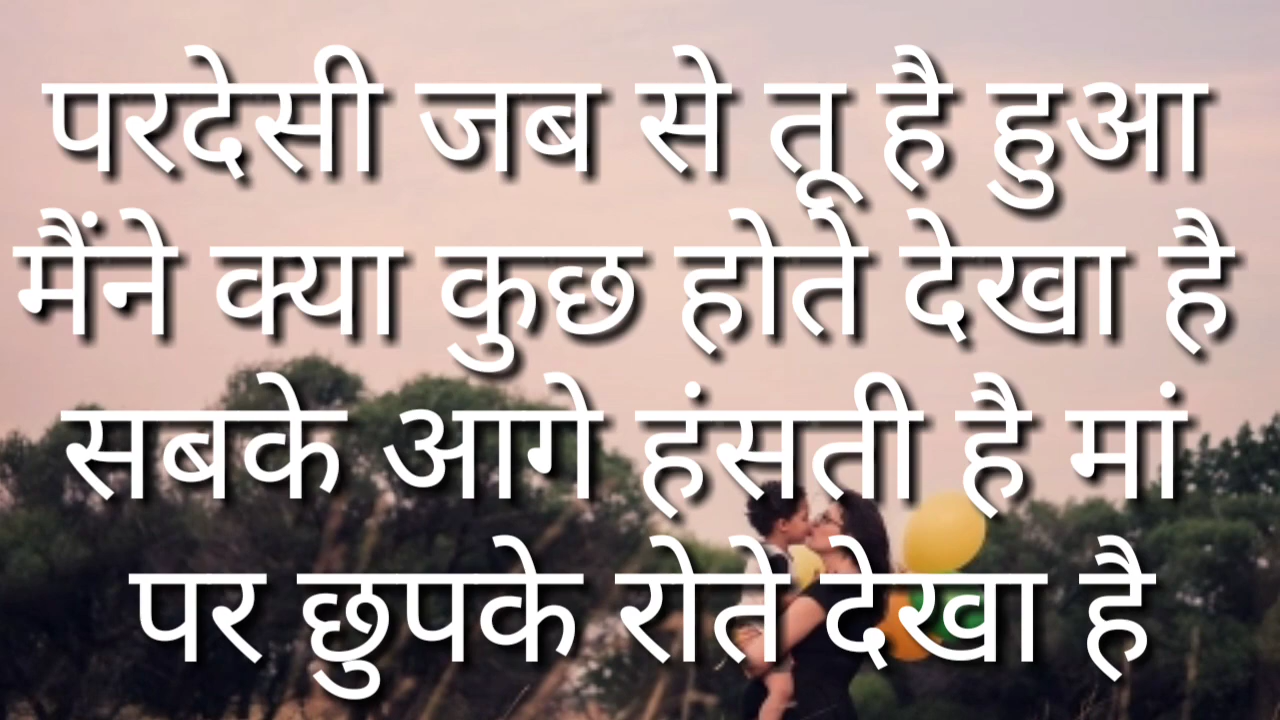 परदेसी जब से तू है हुआ
मैंने क्या कुछ होते देखा है
सबके आगे हंसती है मां
पर छुपके रोते देखा है